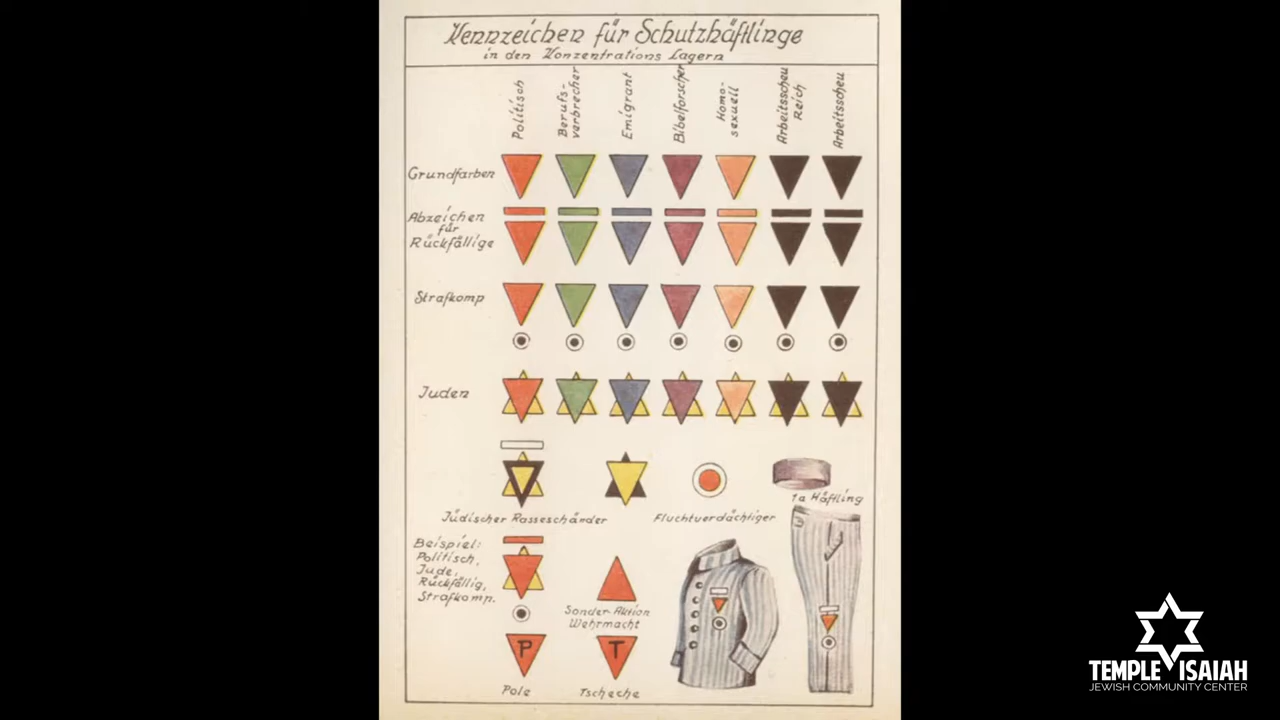 Kennzeichen für Schutzhäftlinge
in den Konzentrations Lagern
Politisch
Berufs-
verbrecher
Emigrant
Bibelforscher
Homo-
sexuell
Arbeitsscheu
Reich
Arbeitsscheu
Grundfarben
Abzeichen
für
Rückfällige
Strafkomp
Juden
Jüdischer Rasseschänder
Fluchtverdächtiger
1a Häftling
Beispiel:
Politisch,
Jude,
Rückfällig,
Strafkomp.
Sonder-Aktion
Wehrmacht
P
T
Pole
Tscheche
TEMPLE ISAIAH
JEWISH COMMUNITY CENTER